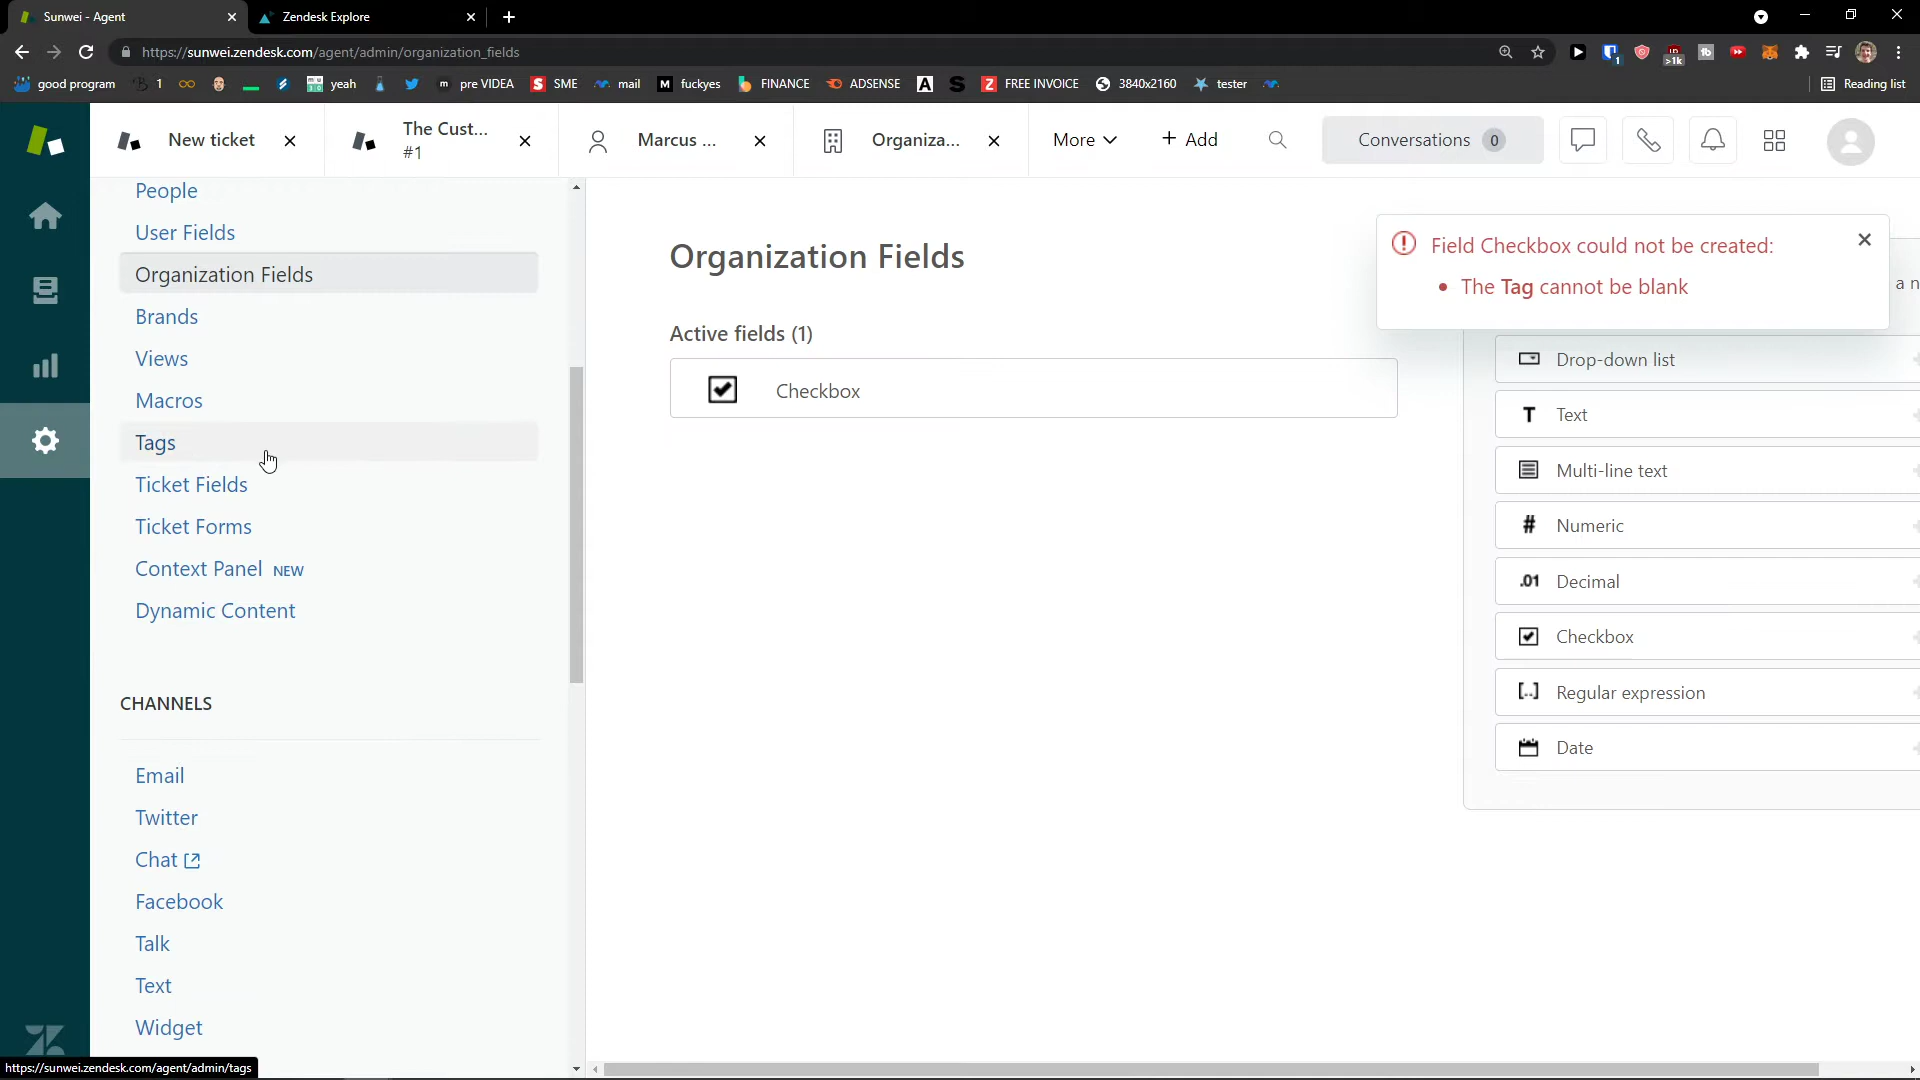 Sunwei - Agent
Zendesk Explore
https://sunwei.zendesk.com/agent/admin/organization_fields
>1k
1
good program
1
yeah
pre VIDEA
SME
mail
fuckyes
FINANCE
ADSENSE
FREE INVOICE
3840x2160
tester
Reading list
New ticket
The Cust...
#1
Marcus ...
Organiza...
More
+ Add
Conversations 0
People
User Fields
Organization Fields
Brands
Views
Macros
Tags
Ticket Fields
Ticket Forms
Context Panel NEW
Dynamic Content
CHANNELS
Email
Twitter
Chat
Facebook
Talk
Text
Widget
https://sunwei.zendesk.com/agent/admin/tags
Organization Fields
Active fields (1)
Checkbox
Field Checkbox could not be created:
• The Tag cannot be blank
a n
Drop-down list
T Text
Multi-line text
# Numeric
.01 Decimal
Checkbox
[..] Regular expression
Date